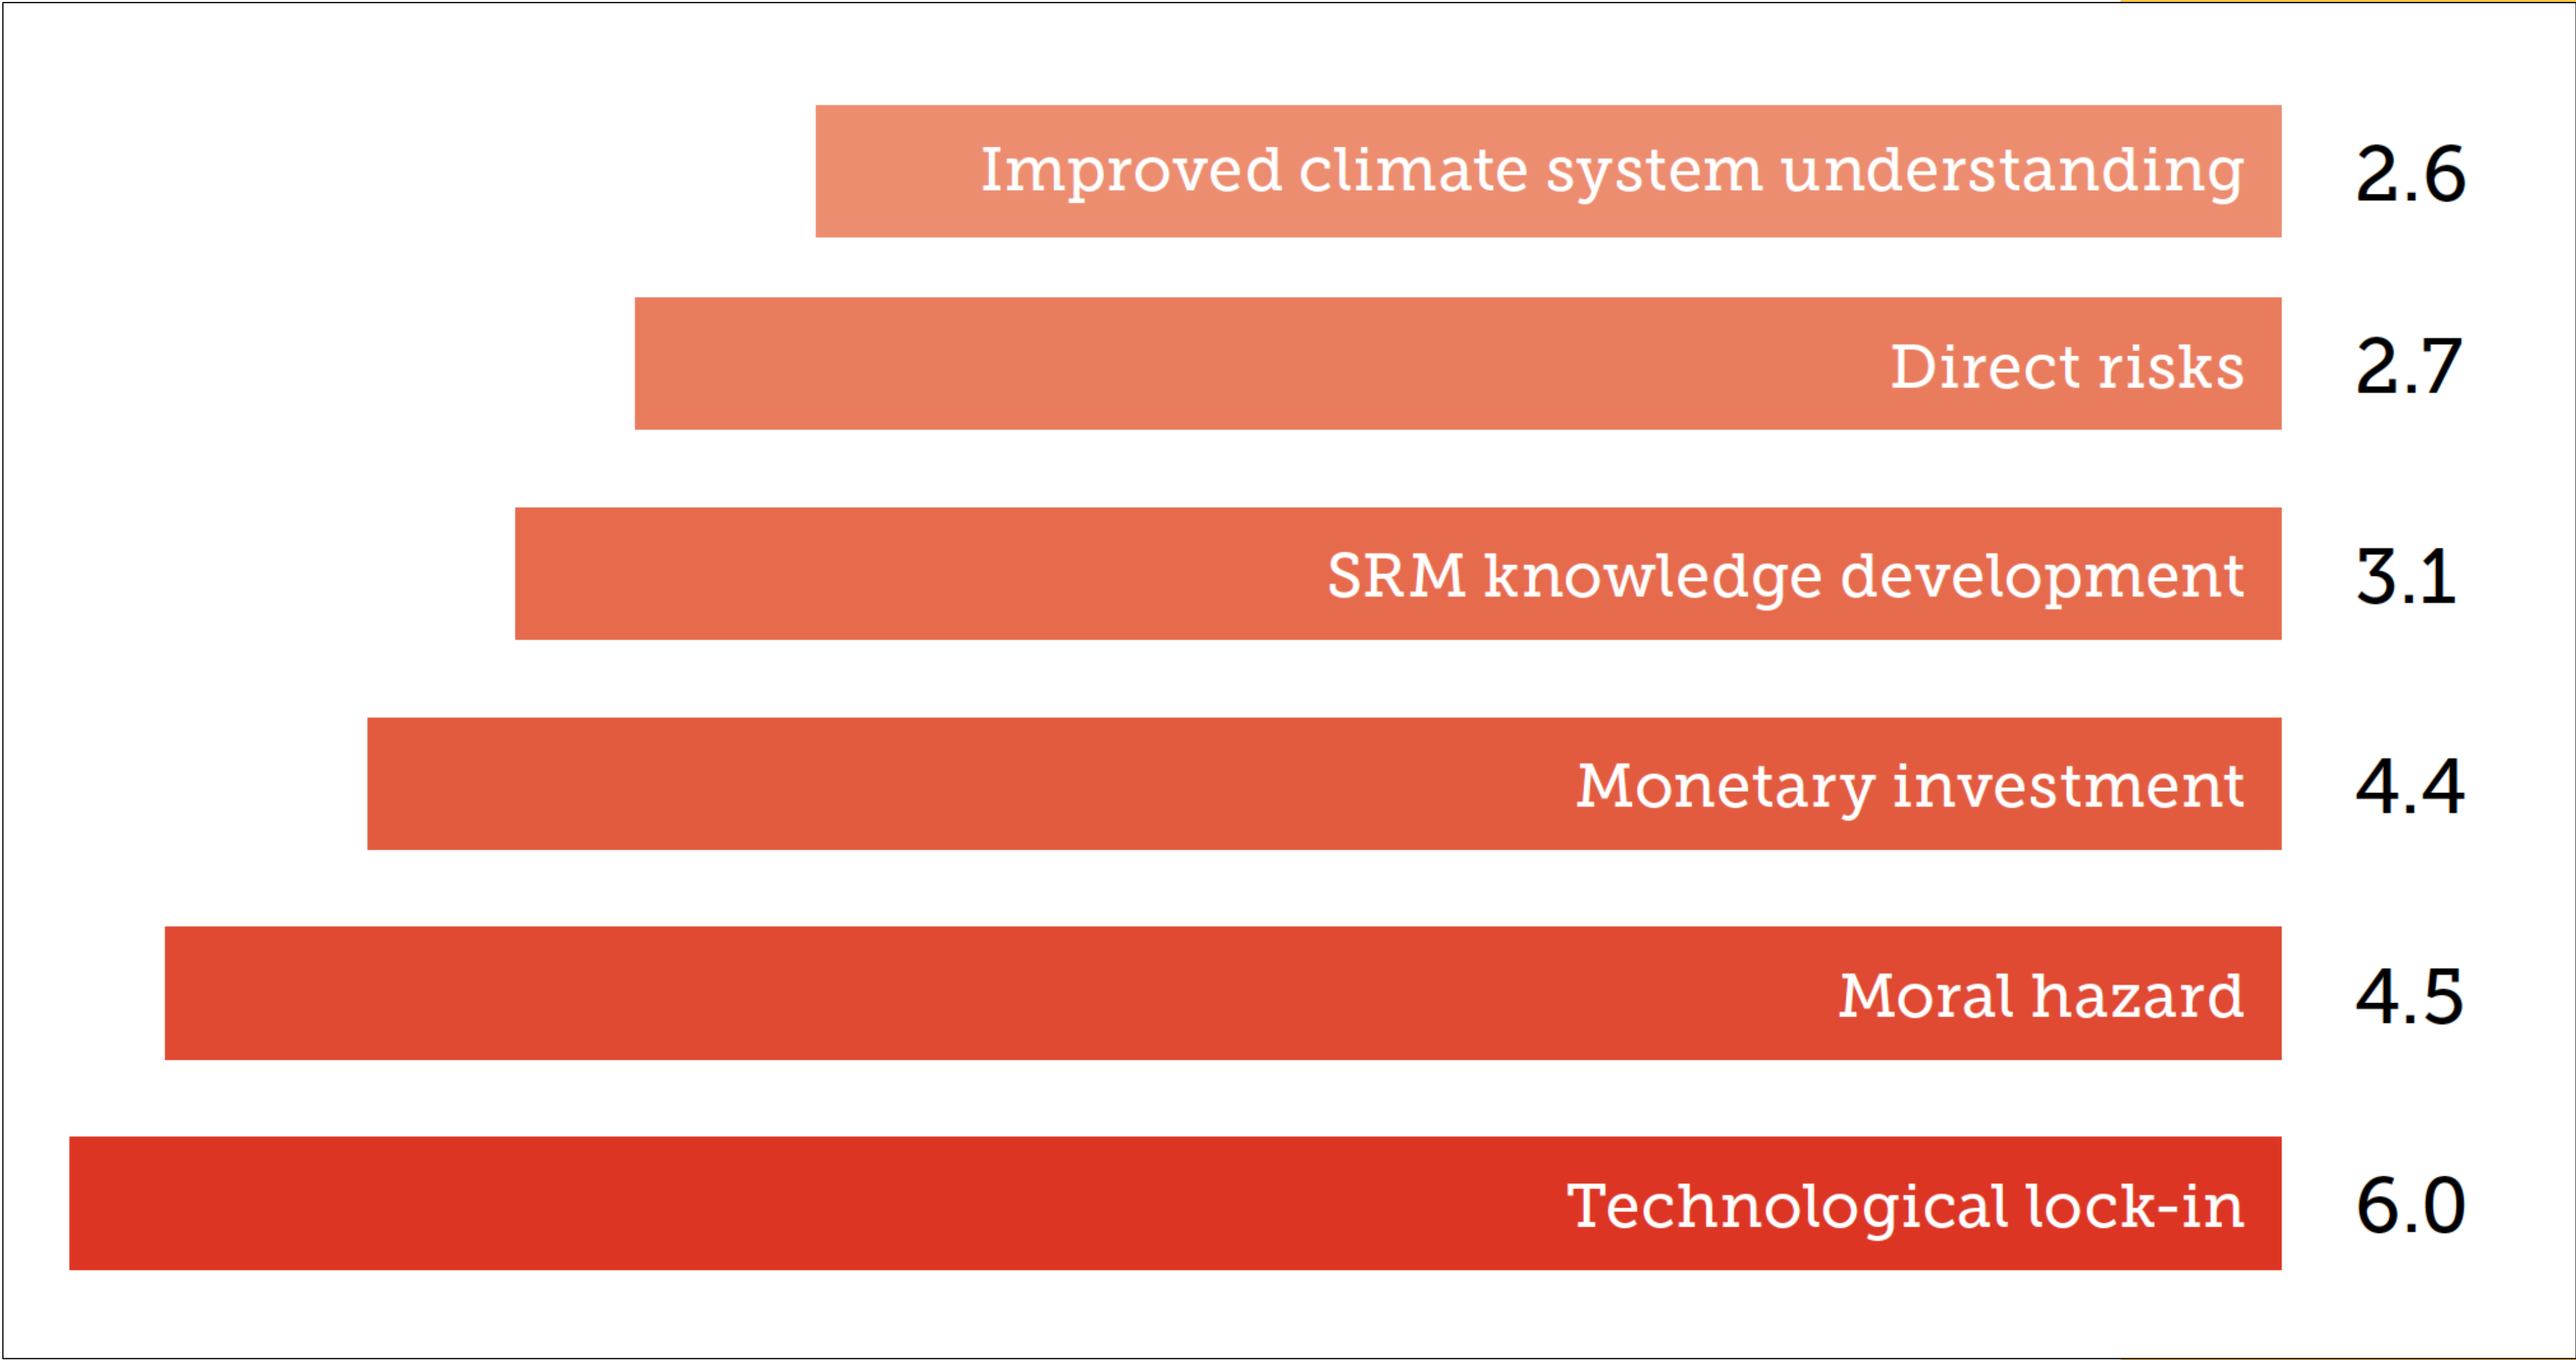 Improved climate system understanding 2.6
Direct risks 2.7
SRM knowledge development 3.1
Monetary investment 4.4
Moral hazard 4.5
Technological lock-in 6.0